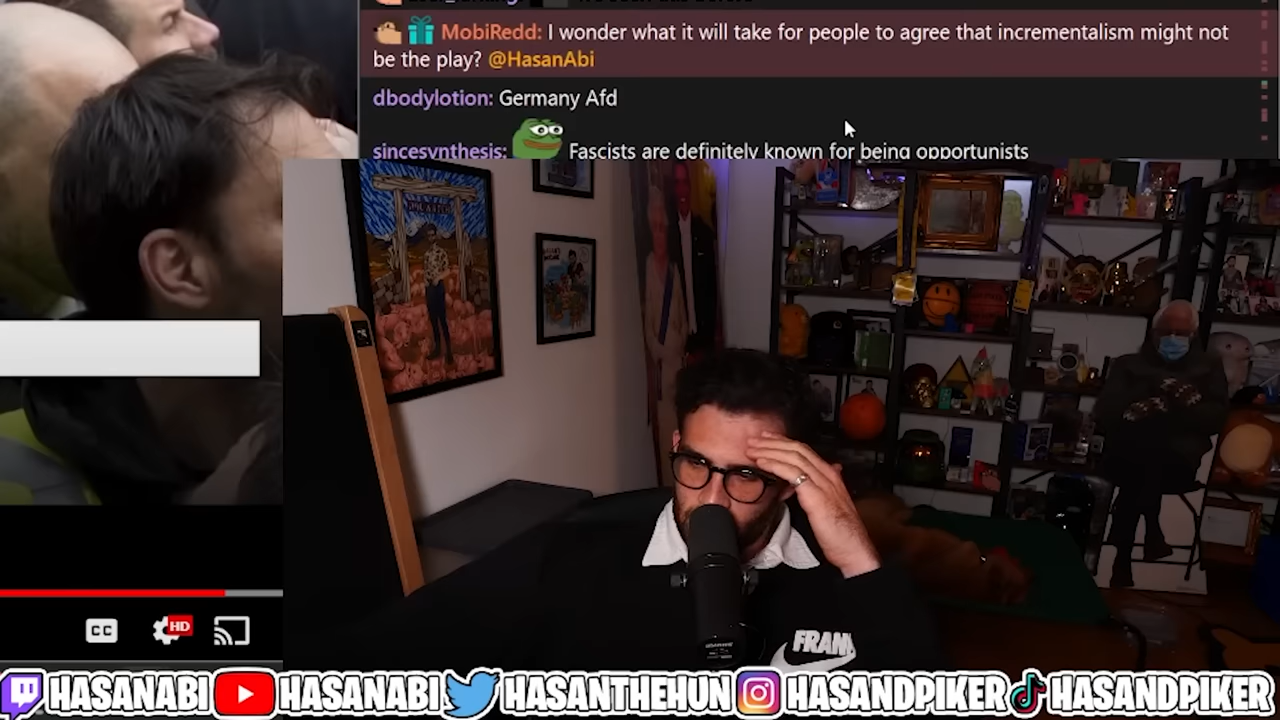 MobiRedd: I wonder what it will take for people to agree that incrementalism might not
be the play? @HasanAbi
dbodylotion: Germany Afd
sincesynthesis: Fascists are definitely known for being opportunists
CC
HD
FRAM
HASANABI HASANABI HASANTHEHUN HASANDPIKER HASANDPIKER